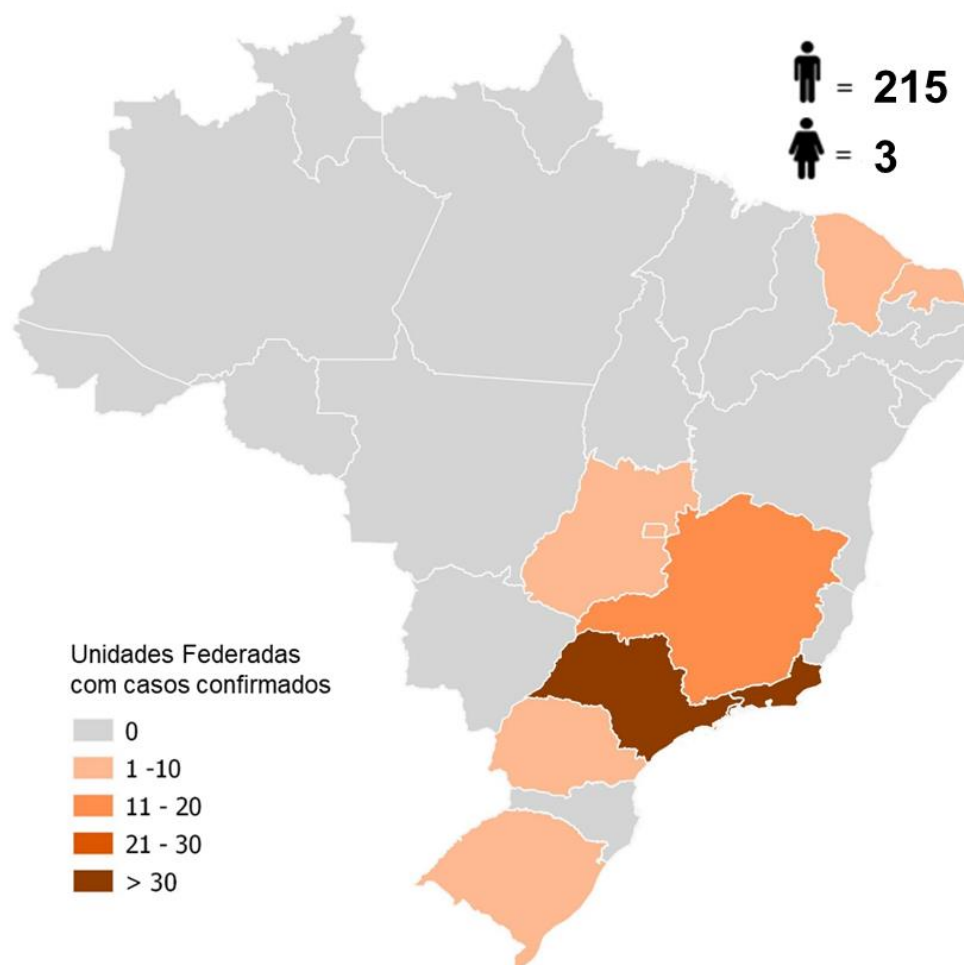 = 215
= 3
Unidades Federadas
com casos confirmados
0
1 -10
11 - 20
21 - 30
> 30